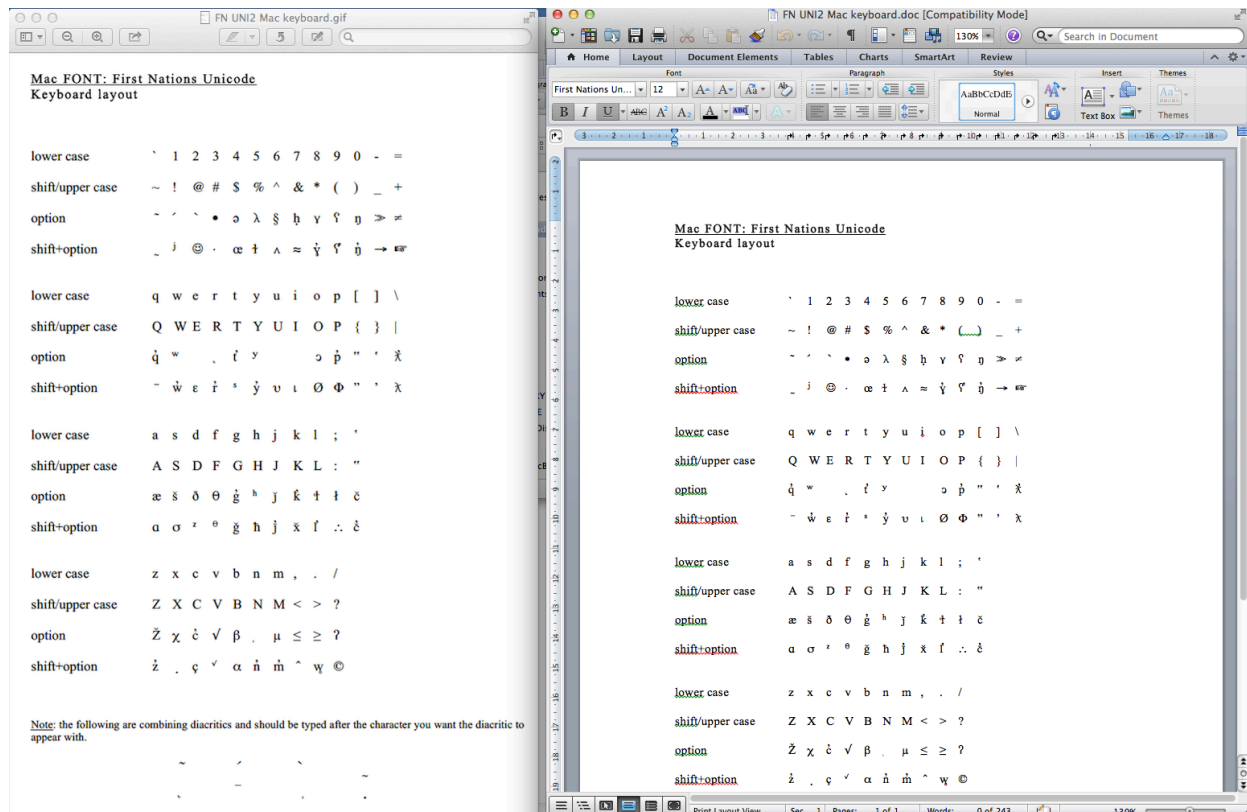 FN UNI2 Mac keyboard.gif
Mac FONT: First Nations Unicode
Keyboard layout
lower case ` 1 2 3 4 5 6 7 8 9 0 - =
shift/upper case ~ ! @ # $ % ^ & * ( ) _ +
option ˜ ´ ` • ə λ § ḥ γ ʕ ŋ ≫ ≠
shift+option ˷ ʲ ☺ · œ ƚ ʌ ≈ γ̓ ʕ̓ ŋ̓ → ☞
lower case q w e r t y u i o p [ ] \
shift/upper case Q W E R T Y U I O P { } |
option q̓ ʷ ̣ t̓ ʸ ɔ p̓ " ' ƛ̓
shift+option ¯ w̓ ɛ r̓ ˢ y̓ ʋ ɩ Ø Φ ” ’ ƛ
lower case a s d f g h j k l ; '
shift/upper case A S D F G H J K L : "
option æ š ð θ g̓ ʰ ǰ k̓ ɫ ł č
shift+option ɑ σ ᶻ ᶿ ǧ ħ j̓ x̌ l̓ ∴ č̓
lower case z x c v b n m , . /
shift/upper case Z X C V B N M < > ?
option Ž χ c̓ √ β ̣ μ ≤ ≥ ʔ
shift+option z̓ . ç ˇ α n̓ m̓ ˆ w̨ ©
Note: the following are combining diacritics and should be typed after the character you want the diacritic to
appear with.
FN UNI2 Mac keyboard.doc [Compatibility Mode]
130%
Search in Document
Home Layout Document Elements Tables Charts SmartArt Review
Font Paragraph Styles Insert Themes
First Nations Un... 12
AaBbCcDdE
Normal
Text Box Themes
Mac FONT: First Nations Unicode
Keyboard layout
lower case ` 1 2 3 4 5 6 7 8 9 0 - =
shift/upper case ~ ! @ # $ % ^ & * ( ) _ +
option ˜ ´ ` • ə λ § ḥ γ ʕ ŋ ≫ ≠
shift+option ˷ ʲ ☺ · œ ƚ ʌ ≈ γ̓ ʕ̓ ŋ̓ → ☞
lower case q w e r t y u i o p [ ] \
shift/upper case Q W E R T Y U I O P { } |
option q̓ ʷ ̣ t̓ ʸ ɔ p̓ " ' ƛ̓
shift+option ¯ w̓ ɛ r̓ ˢ y̓ ʋ ɩ Ø Φ ” ’ ƛ
lower case a s d f g h j k l ; '
shift/upper case A S D F G H J K L : "
option æ š ð θ g̓ ʰ ǰ k̓ ɫ ł č
shift+option ɑ σ ᶻ ᶿ ǧ ħ j̓ x̌ l̓ ∴ č̓
lower case z x c v b n m , . /
shift/upper case Z X C V B N M < > ?
option Ž χ c̓ √ β ̣ μ ≤ ≥ ʔ
shift+option z̓ . ç ˇ α n̓ m̓ ˆ w̨ ©
Print Layout View Sec 1 Pages: 1 of 1 Words: 0 of 243 130%